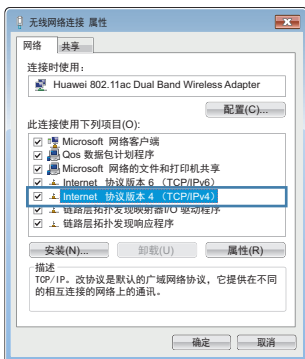 无线网络连接 属性
网络 共享
连接时使用：
Huawei 802.11ac Dual Band Wireless Adapter
配置(C)...
此连接使用下列项目(O):
Microsoft 网络客户端
Qos 数据包计划程序
Microsoft 网络的文件和打印机共享
Internet 协议版本 6 （TCP/IPv6）
Internet 协议版本 4 （TCP/IPv4）
链路层拓扑发现映射器I/O 驱动程序
链路层拓扑发现响应程序
安装(N)... 卸载(U) 属性(R)
描述
TCP/IP。改协议是默认的广域网络协议，它提供在不同
的相互连接的网络上的通讯。
确定 取消